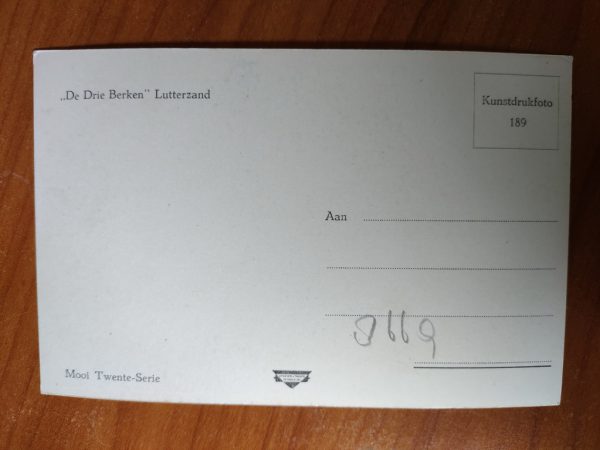 „De Drie Berken” Lutterzand
Kunstdrukfoto
189
Aan
Mooi Twente-Serie